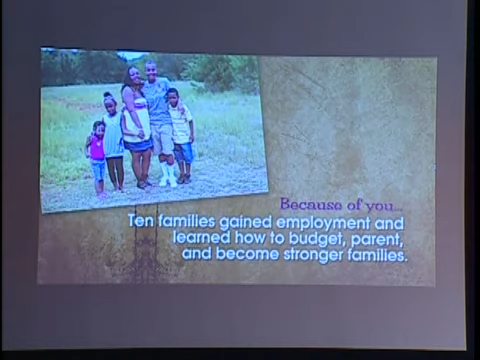 Because of you...
Ten families gained employment and
learned how to budget, parent,
and become stronger families.